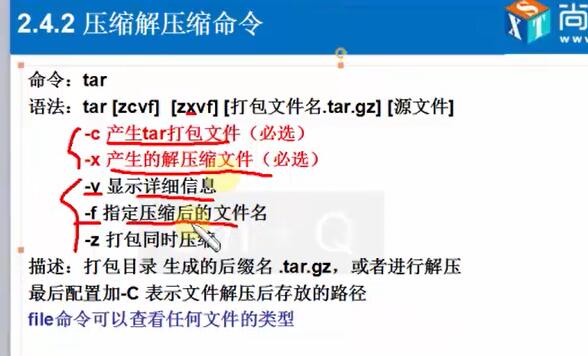 2.4.2 压缩解压缩命令
XST 尚
www.
命令：tar
语法：tar [zcvf]  [zxvf] [打包文件名.tar.gz] [源文件]
-c 产生tar打包文件（必选）
-x 产生的解压缩文件（必选）
-v 显示详细信息
-f 指定压缩后的文件名
-z 打包同时压缩
描述：打包目录 生成的后缀名 .tar.gz，或者进行解压
最后配置加-C 表示文件解压后存放的路径
file命令可以查看任何文件的类型